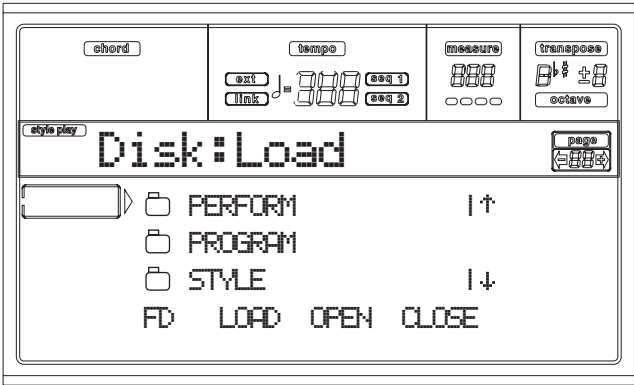 chord tempo measure transpose
ext seq 1
link seq 2
octave
style play
Disk:Load
page
PERFORM
PROGRAM
STYLE
FD LOAD OPEN CLOSE